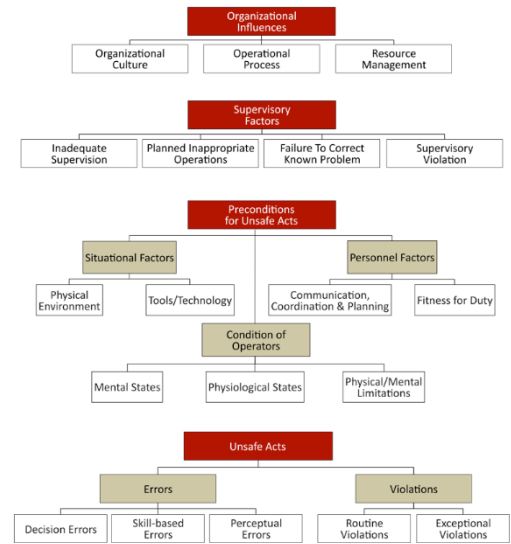 Organizational
Influences
Organizational
Culture
Operational
Process
Resource
Management
Supervisory
Factors
Inadequate
Supervision
Planned Inappropriate
Operations
Failure To Correct
Known Problem
Supervisory
Violation
Preconditions
for Unsafe Acts
Situational Factors
Personnel Factors
Physical
Environment
Tools/Technology
Communication,
Coordination & Planning
Fitness for Duty
Condition of
Operators
Mental States
Physiological States
Physical/Mental
Limitations
Unsafe Acts
Errors
Violations
Decision Errors
Skill-based
Errors
Perceptual
Errors
Routine
Violations
Exceptional
Violations